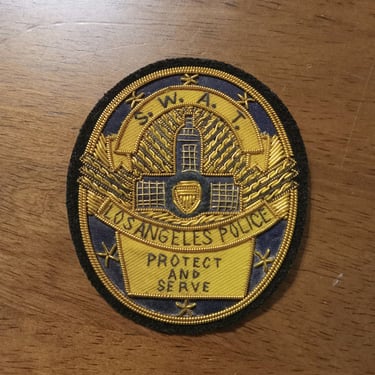 S.W.A.T.
LOS ANGELES POLICE
PROTECT
AND
SERVE